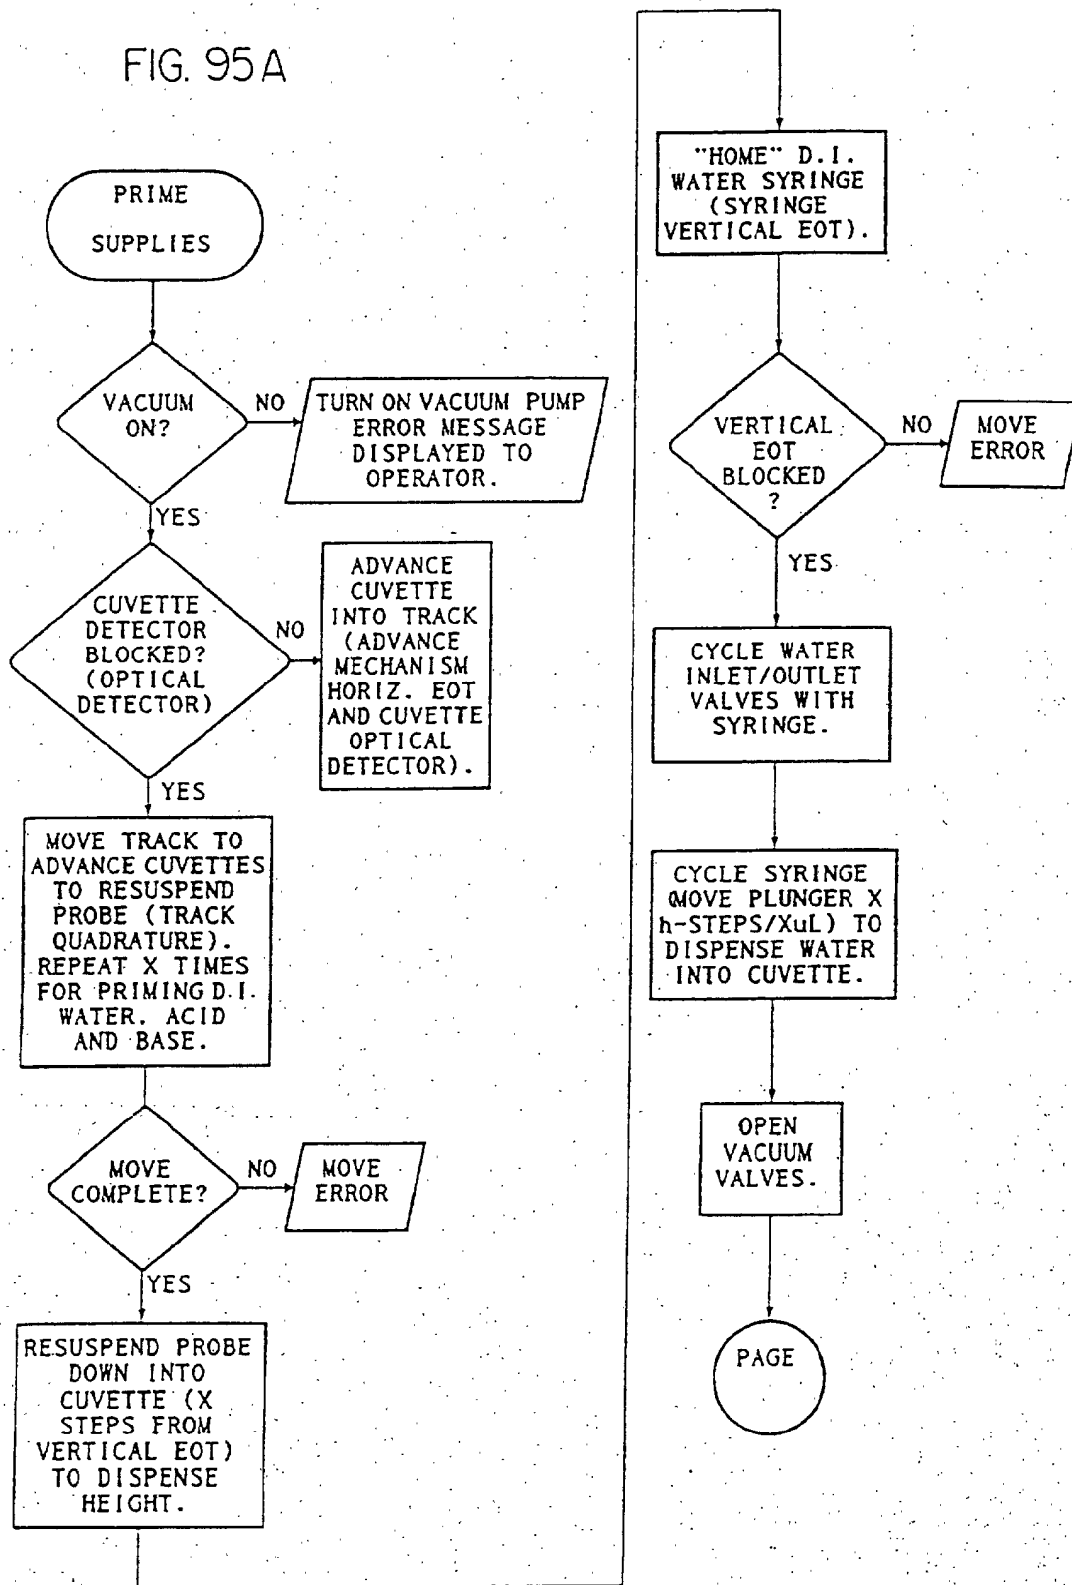 FIG. 95A
PRIME
SUPPLIES
VACUUM
ON?
NO
TURN ON VACUUM PUMP
ERROR MESSAGE
DISPLAYED TO
OPERATOR.
YES
CUVETTE
DETECTOR
BLOCKED?
(OPTICAL
DETECTOR)
NO
ADVANCE
CUVETTE
INTO TRACK
(ADVANCE
MECHANISM
HORIZ. EOT
AND CUVETTE
OPTICAL
DETECTOR).
YES
MOVE TRACK TO
ADVANCE CUVETTES
TO RESUSPEND
PROBE (TRACK
QUADRATURE).
REPEAT X TIMES
FOR PRIMING D.I.
WATER. ACID
AND BASE.
MOVE
COMPLETE?
NO
MOVE
ERROR
YES
RESUSPEND PROBE
DOWN INTO
CUVETTE (X
STEPS FROM
VERTICAL EOT)
TO DISPENSE
HEIGHT.
"HOME" D.I.
WATER SYRINGE
(SYRINGE
VERTICAL EOT).
VERTICAL
EOT
BLOCKED
?
NO
MOVE
ERROR
YES
CYCLE WATER
INLET/OUTLET
VALVES WITH
SYRINGE.
CYCLE SYRINGE
(MOVE PLUNGER X
h-STEPS/XuL) TO
DISPENSE WATER
INTO CUVETTE.
OPEN
VACUUM
VALVES.
PAGE